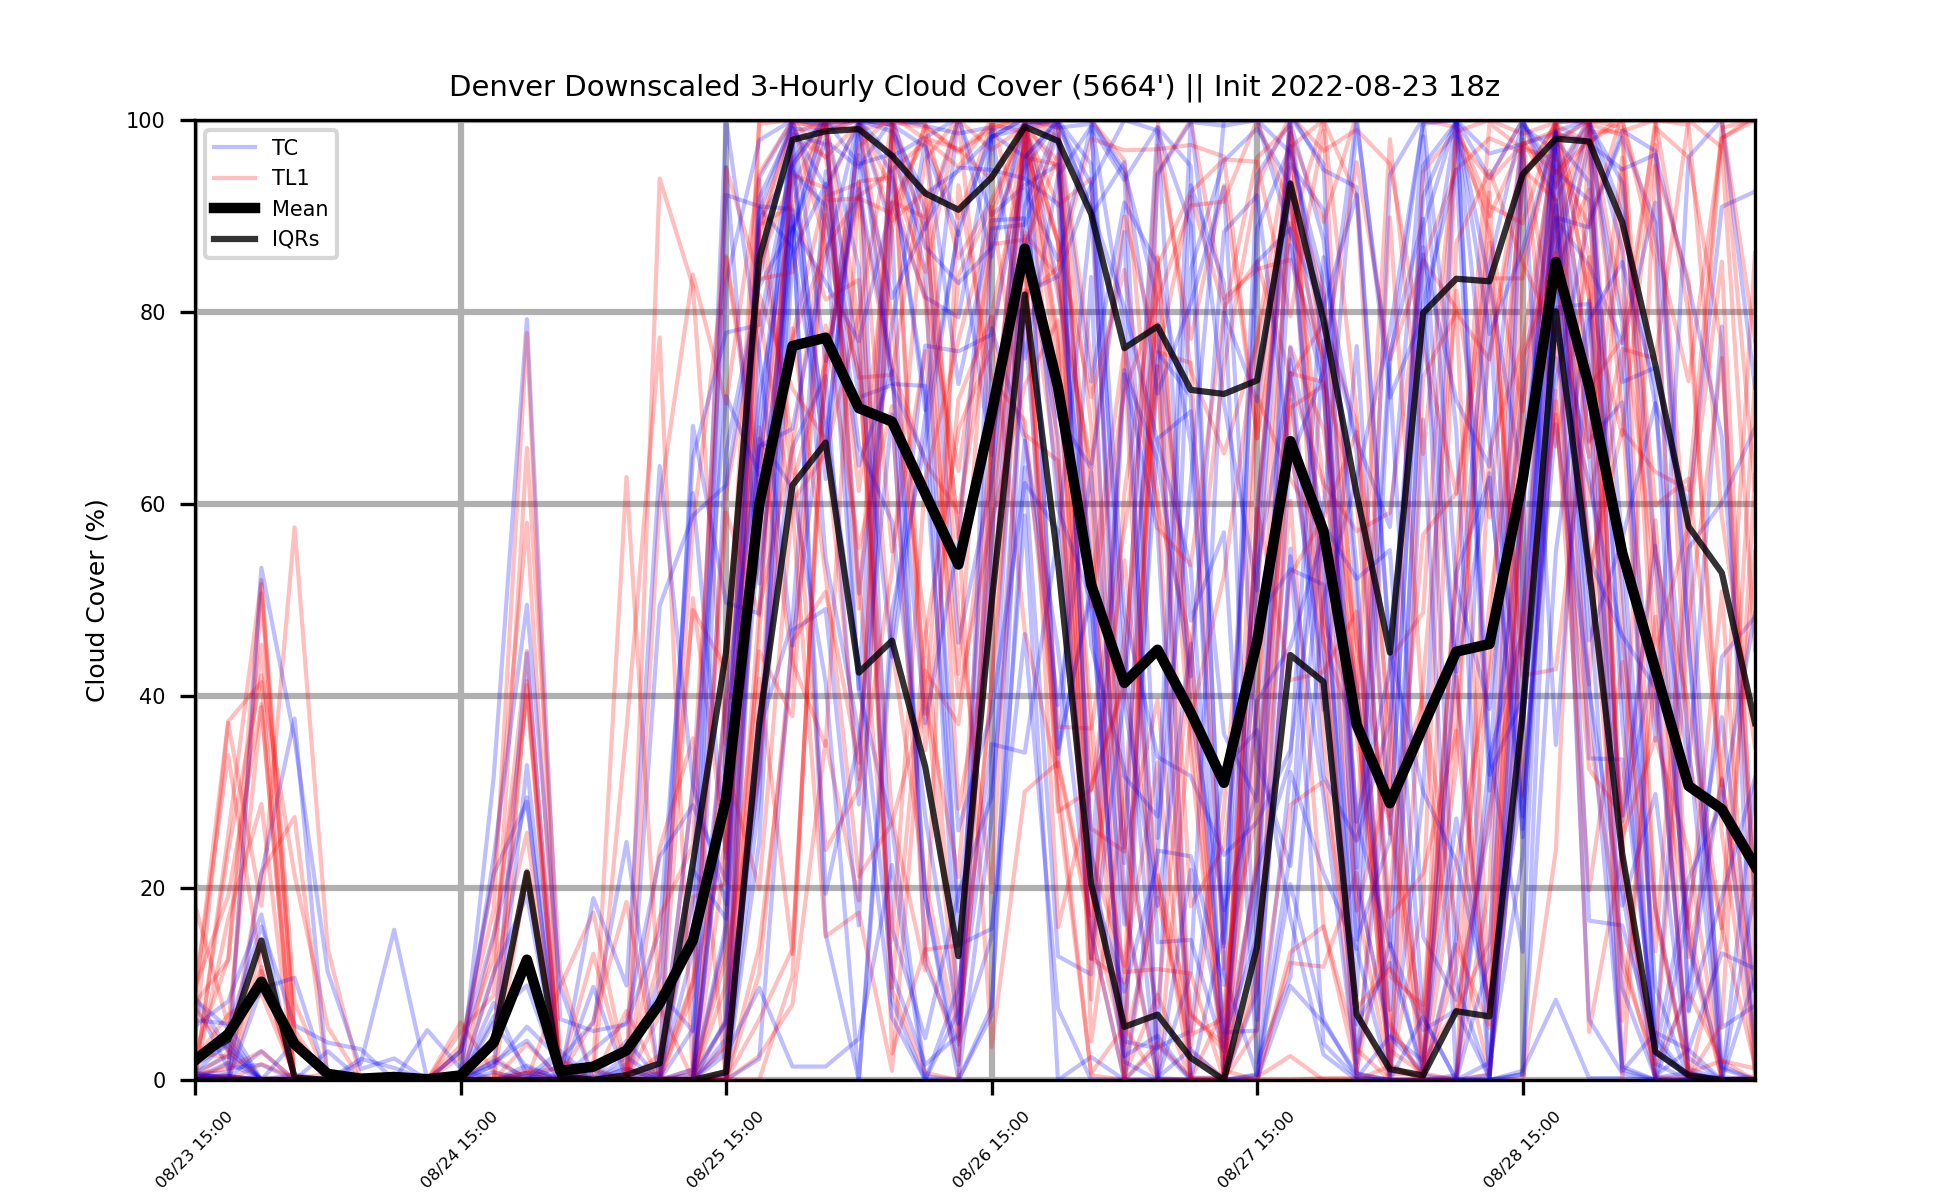 Denver Downscaled 3-Hourly Cloud Cover (5664') || Init 2022-08-23 18z
100
80
60
40
20
0
Cloud Cover (%)
TC
TL1
Mean
IQRs
08/23 15:00
08/24 15:00
08/25 15:00
08/26 15:00
08/27 15:00
08/28 15:00